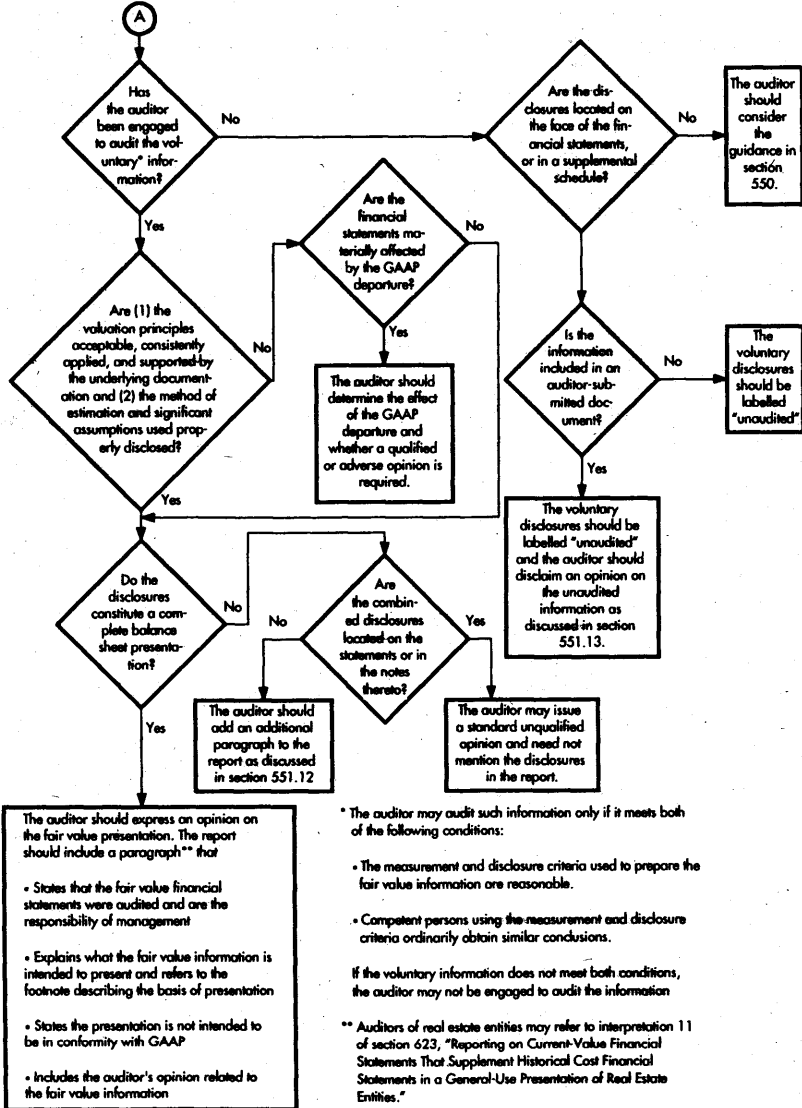 A
Has
the auditor
been engaged
to audit the vol-
untary* infor-
mation?
No
Yes
Are the dis-
closures located on
the face of the fin-
ancial statements,
or in a supplemental
schedule?
No
The auditor
should
consider
the
guidance in
section
550.
Are the
financial
statements ma-
terially affected
by the GAAP
departure?
No
Yes
Are (1) the
valuation principles
acceptable, consistently
applied, and supported by
the underlying document-
ation and (2) the method of
estimation and significant
assumptions used prop-
erly disclosed?
No
Yes
The auditor should
determine the effect
of the GAAP
departure and
whether a qualified
or adverse opinion is
required.
Is the
information
included in an
auditor-sub-
mitted doc-
ument?
No
Yes
The
voluntary
disclosures
should be
labelled
"unaudited"
The voluntary
disclosures should be
labelled "unaudited"
and the auditor should
disclaim an opinion on
the unaudited
information as
discussed in section
551.13.
Do the
disclosures
constitute a com-
plete balance
sheet presenta-
tion?
No
Yes
Are
the combin-
ed disclosures
located on the
statements or in
the notes
thereto?
No
Yes
The auditor should
add an additional
paragraph to the
report as discussed
in section 551.12
The auditor may issue
a standard unqualified
opinion and need not
mention the disclosures
in the report.
The auditor should express an opinion on
the fair value presentation. The report
should include a paragraph** that
• States that the fair value financial
statements were audited and are the
responsibility of management
• Explains what the fair value information is
intended to present and refers to the
footnote describing the basis of presentation
• States the presentation is not intended to
be in conformity with GAAP
• Includes the auditor's opinion related to
the fair value information
* The auditor may audit such information only if it meets both
of the following conditions:
• The measurement and disclosure criteria used to prepare the
fair value information are reasonable.
• Competent persons using the measurement and disclosure
criteria ordinarily obtain similar conclusions.
If the voluntary information does not meet both conditions,
the auditor may not be engaged to audit the information
** Auditors of real estate entities may refer to interpretation 11
of section 623, "Reporting on Current-Value Financial
Statements That Supplement Historical Cost Financial
Statements in a General-Use Presentation of Real Estate
Entities."